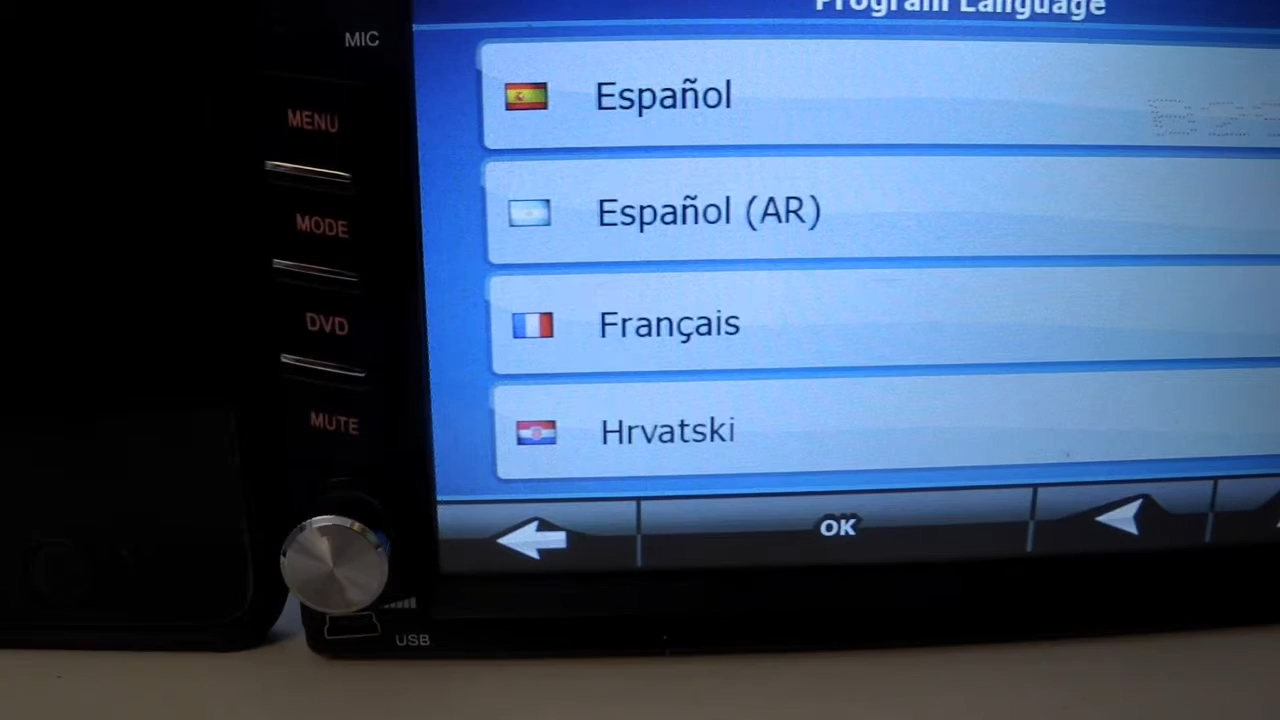 Program Language
MIC
MENU
MODE
DVD
MUTE
USB
Español
Español (AR)
Français
Hrvatski
OK